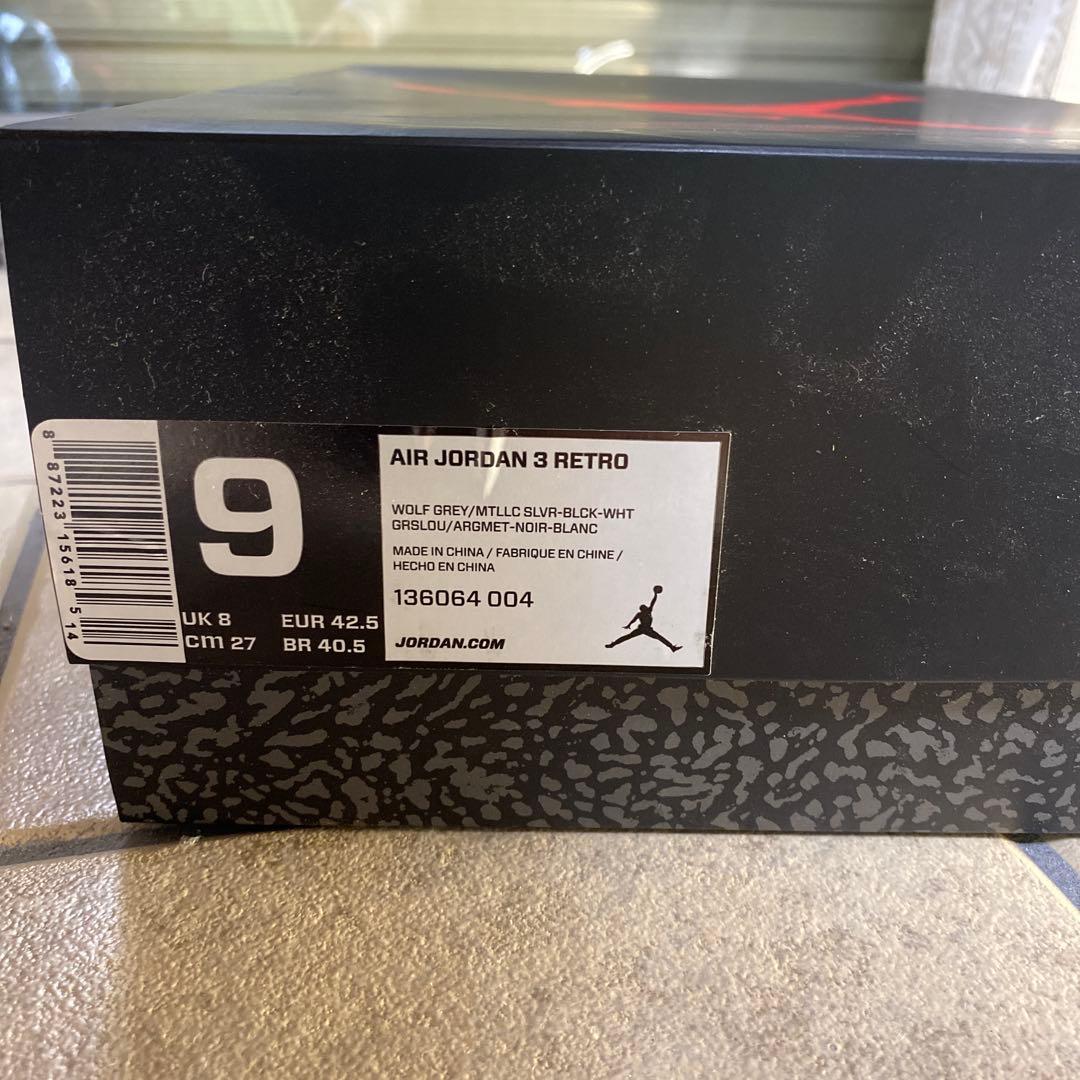 8 87223 15618 5 14
9
UK 8 EUR 42.5
cm 27 BR 40.5
AIR JORDAN 3 RETRO
WOLF GREY/MTLLC SLVR-BLCK-WHT
GRSLOU/ARGMET-NOIR-BLANC
MADE IN CHINA / FABRIQUE EN CHINE /
HECHO EN CHINA
136064 004
JORDAN.COM